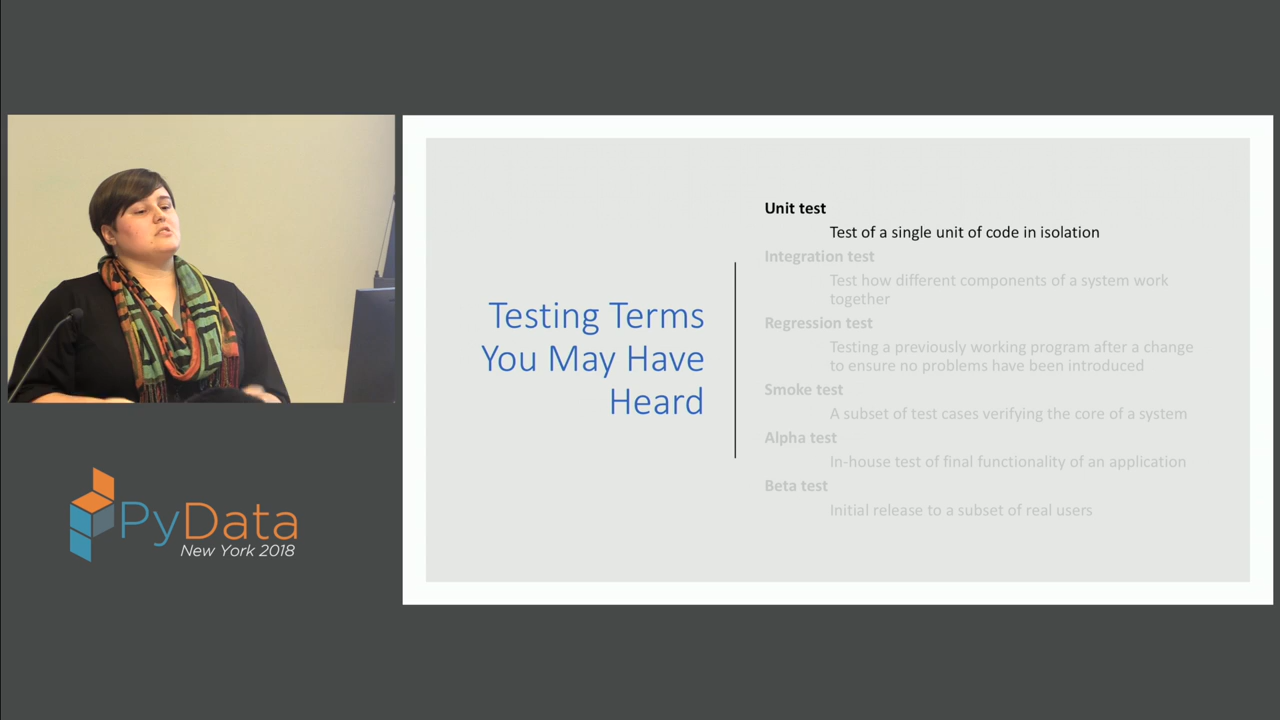 Testing Terms
You May Have
Heard
Unit test
Test of a single unit of code in isolation
Integration test
Test how different components of a system work
together
Regression test
Testing a previously working program after a change
to ensure no problems have been introduced
Smoke test
A subset of test cases verifying the core of a system
Alpha test
In-house test of final functionality of an application
Beta test
Initial release to a subset of real users
PyData
New York 2018